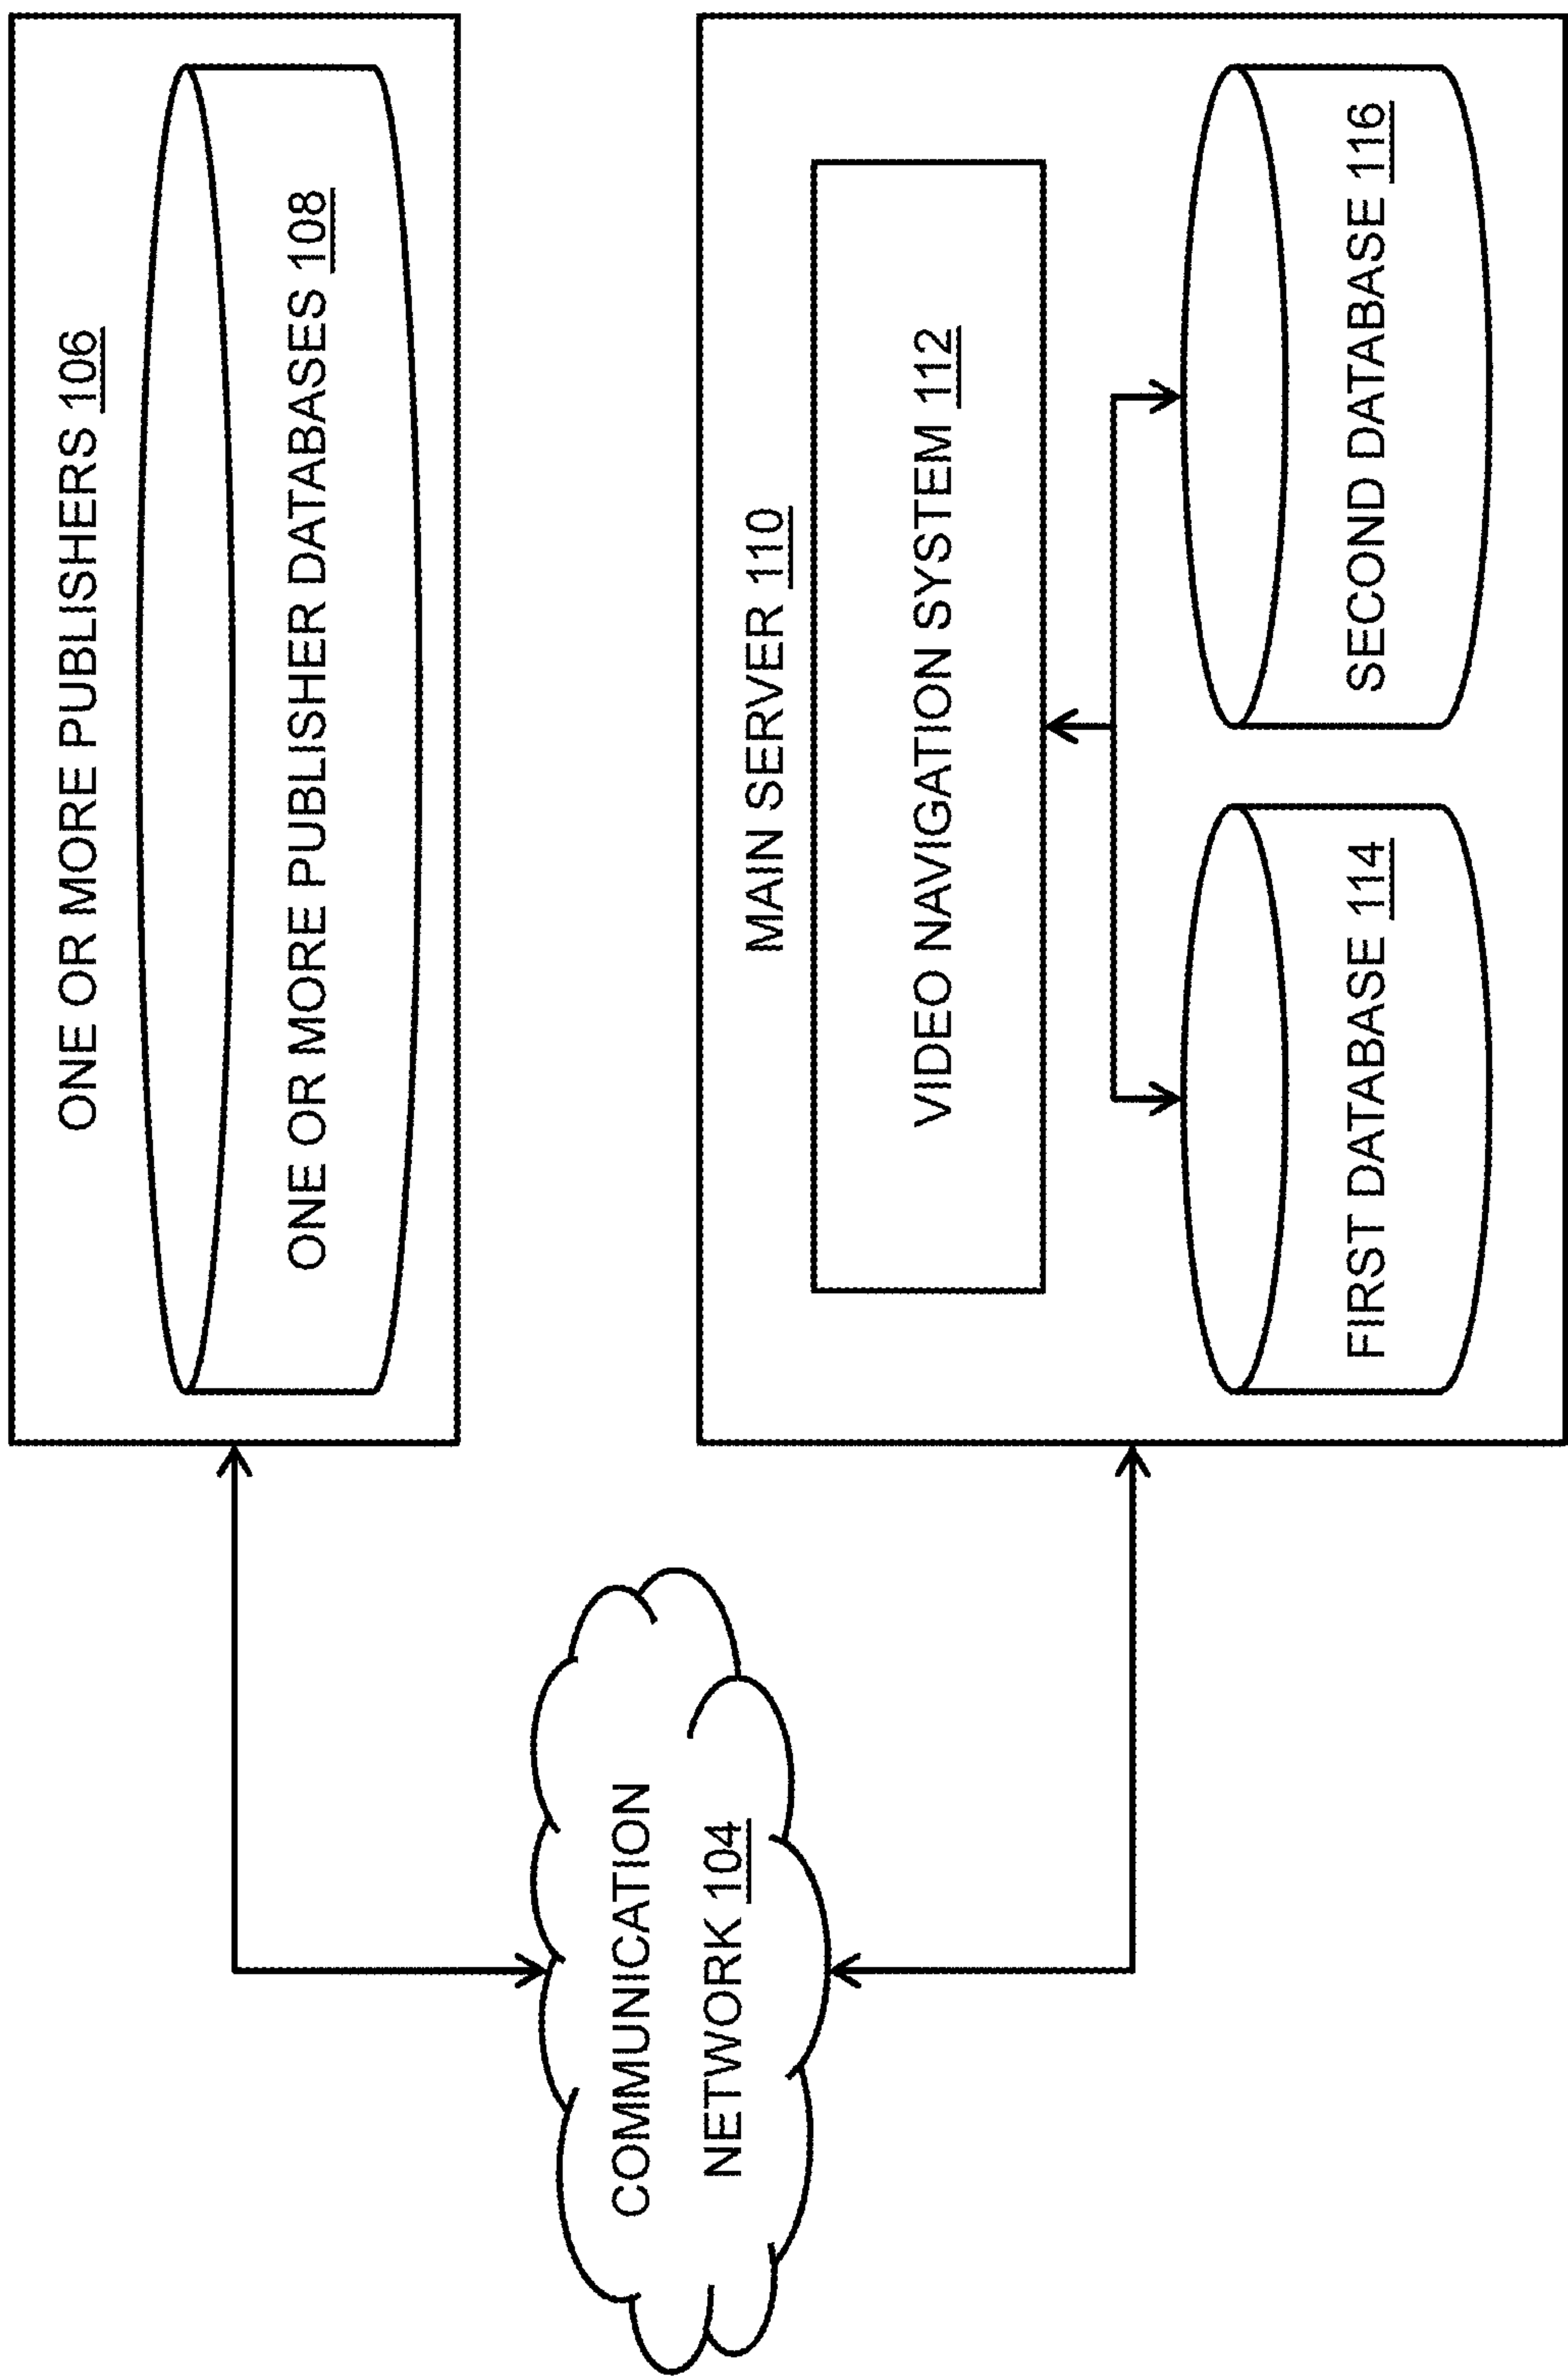 ONE OR MORE PUBLISHERS 106
ONE OR MORE PUBLISHER DATABASES 108
COMMUNICATION
NETWORK 104
MAIN SERVER 110
VIDEO NAVIGATION SYSTEM 112
FIRST DATABASE 114
SECOND DATABASE 116